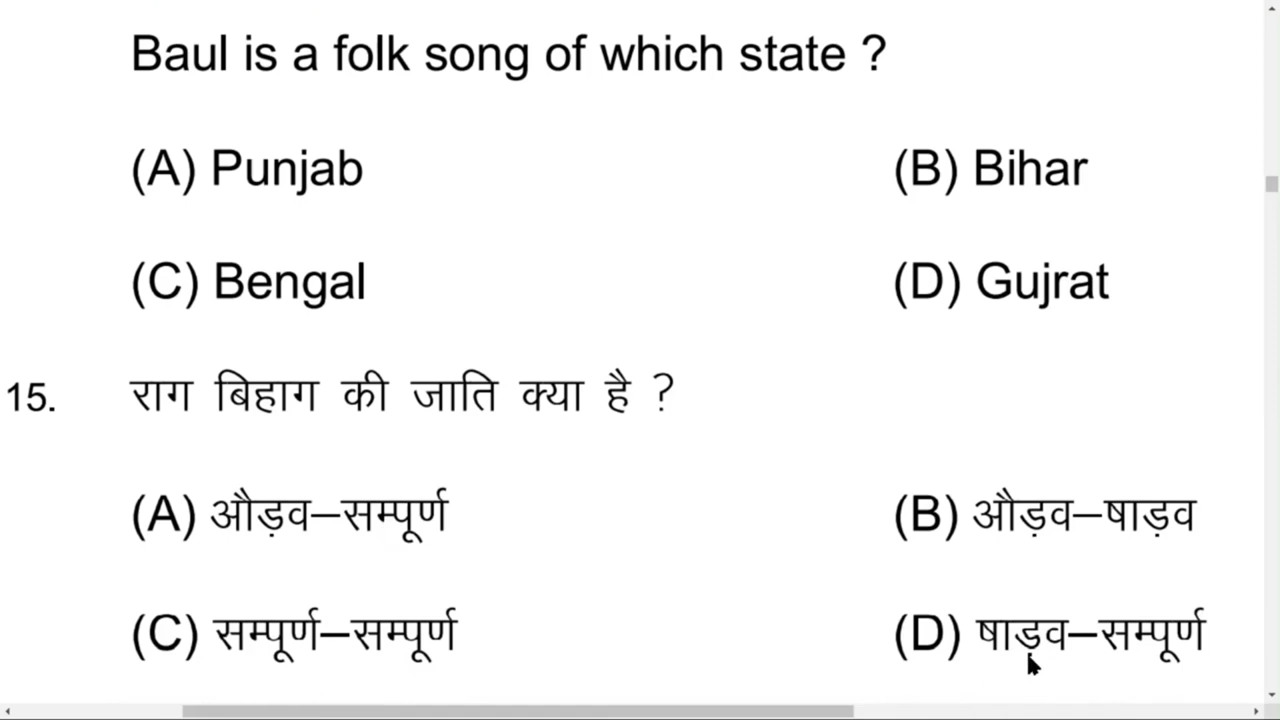 Baul is a folk song of which state ?
(A) Punjab (B) Bihar
(C) Bengal (D) Gujrat
15. राग बिहाग की जाति क्या है ?
(A) औड़व–सम्पूर्ण (B) औड़व–षाड़व
(C) सम्पूर्ण–सम्पूर्ण (D) षाड़व–सम्पूर्ण